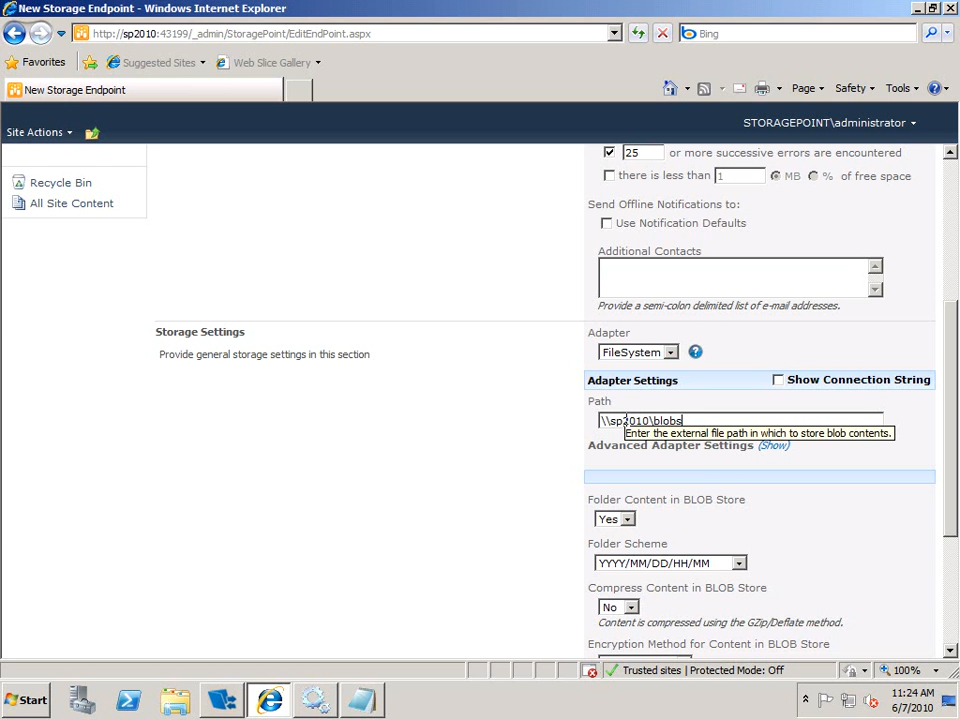 New Storage Endpoint - Windows Internet Explorer
http://sp2010:43199/_admin/StoragePoint/EditEndPoint.aspx
Bing
Favorites
Suggested Sites
Web Slice Gallery
New Storage Endpoint
Page
Safety
Tools
Site Actions
STORAGEPOINT\administrator
Recycle Bin
All Site Content
25 or more successive errors are encountered
there is less than 1 MB % of free space
Send Offline Notifications to:
Use Notification Defaults
Additional Contacts
Provide a semi-colon delimited list of e-mail addresses.
Storage Settings
Provide general storage settings in this section
Adapter
FileSystem
Adapter Settings
Show Connection String
Path
\\sp2010\blobs
Enter the external file path in which to store blob contents.
Advanced Adapter Settings (Show)
Folder Content in BLOB Store
Yes
Folder Scheme
YYYY/MM/DD/HH/MM
Compress Content in BLOB Store
No
Content is compressed using the GZip/Deflate method.
Encryption Method for Content in BLOB Store
Trusted sites | Protected Mode: Off
100%
Start
11:24 AM
6/7/2010